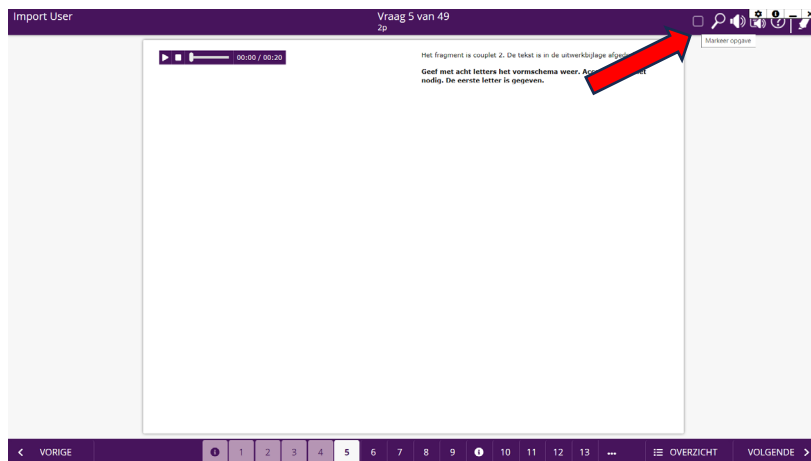 Import User
Vraag 5 van 49
2p
Markeer opgave
00:00 / 00:20
Het fragment is couplet 2. De tekst is in de uitwerkbijlage
Geef met acht letters het vormschema weer.
nodig. De eerste letter is gegeven.
VORIGE
1 2 3 4 5 6 7 8 9 10 11 12 13 ...
OVERZICHT
VOLGENDE